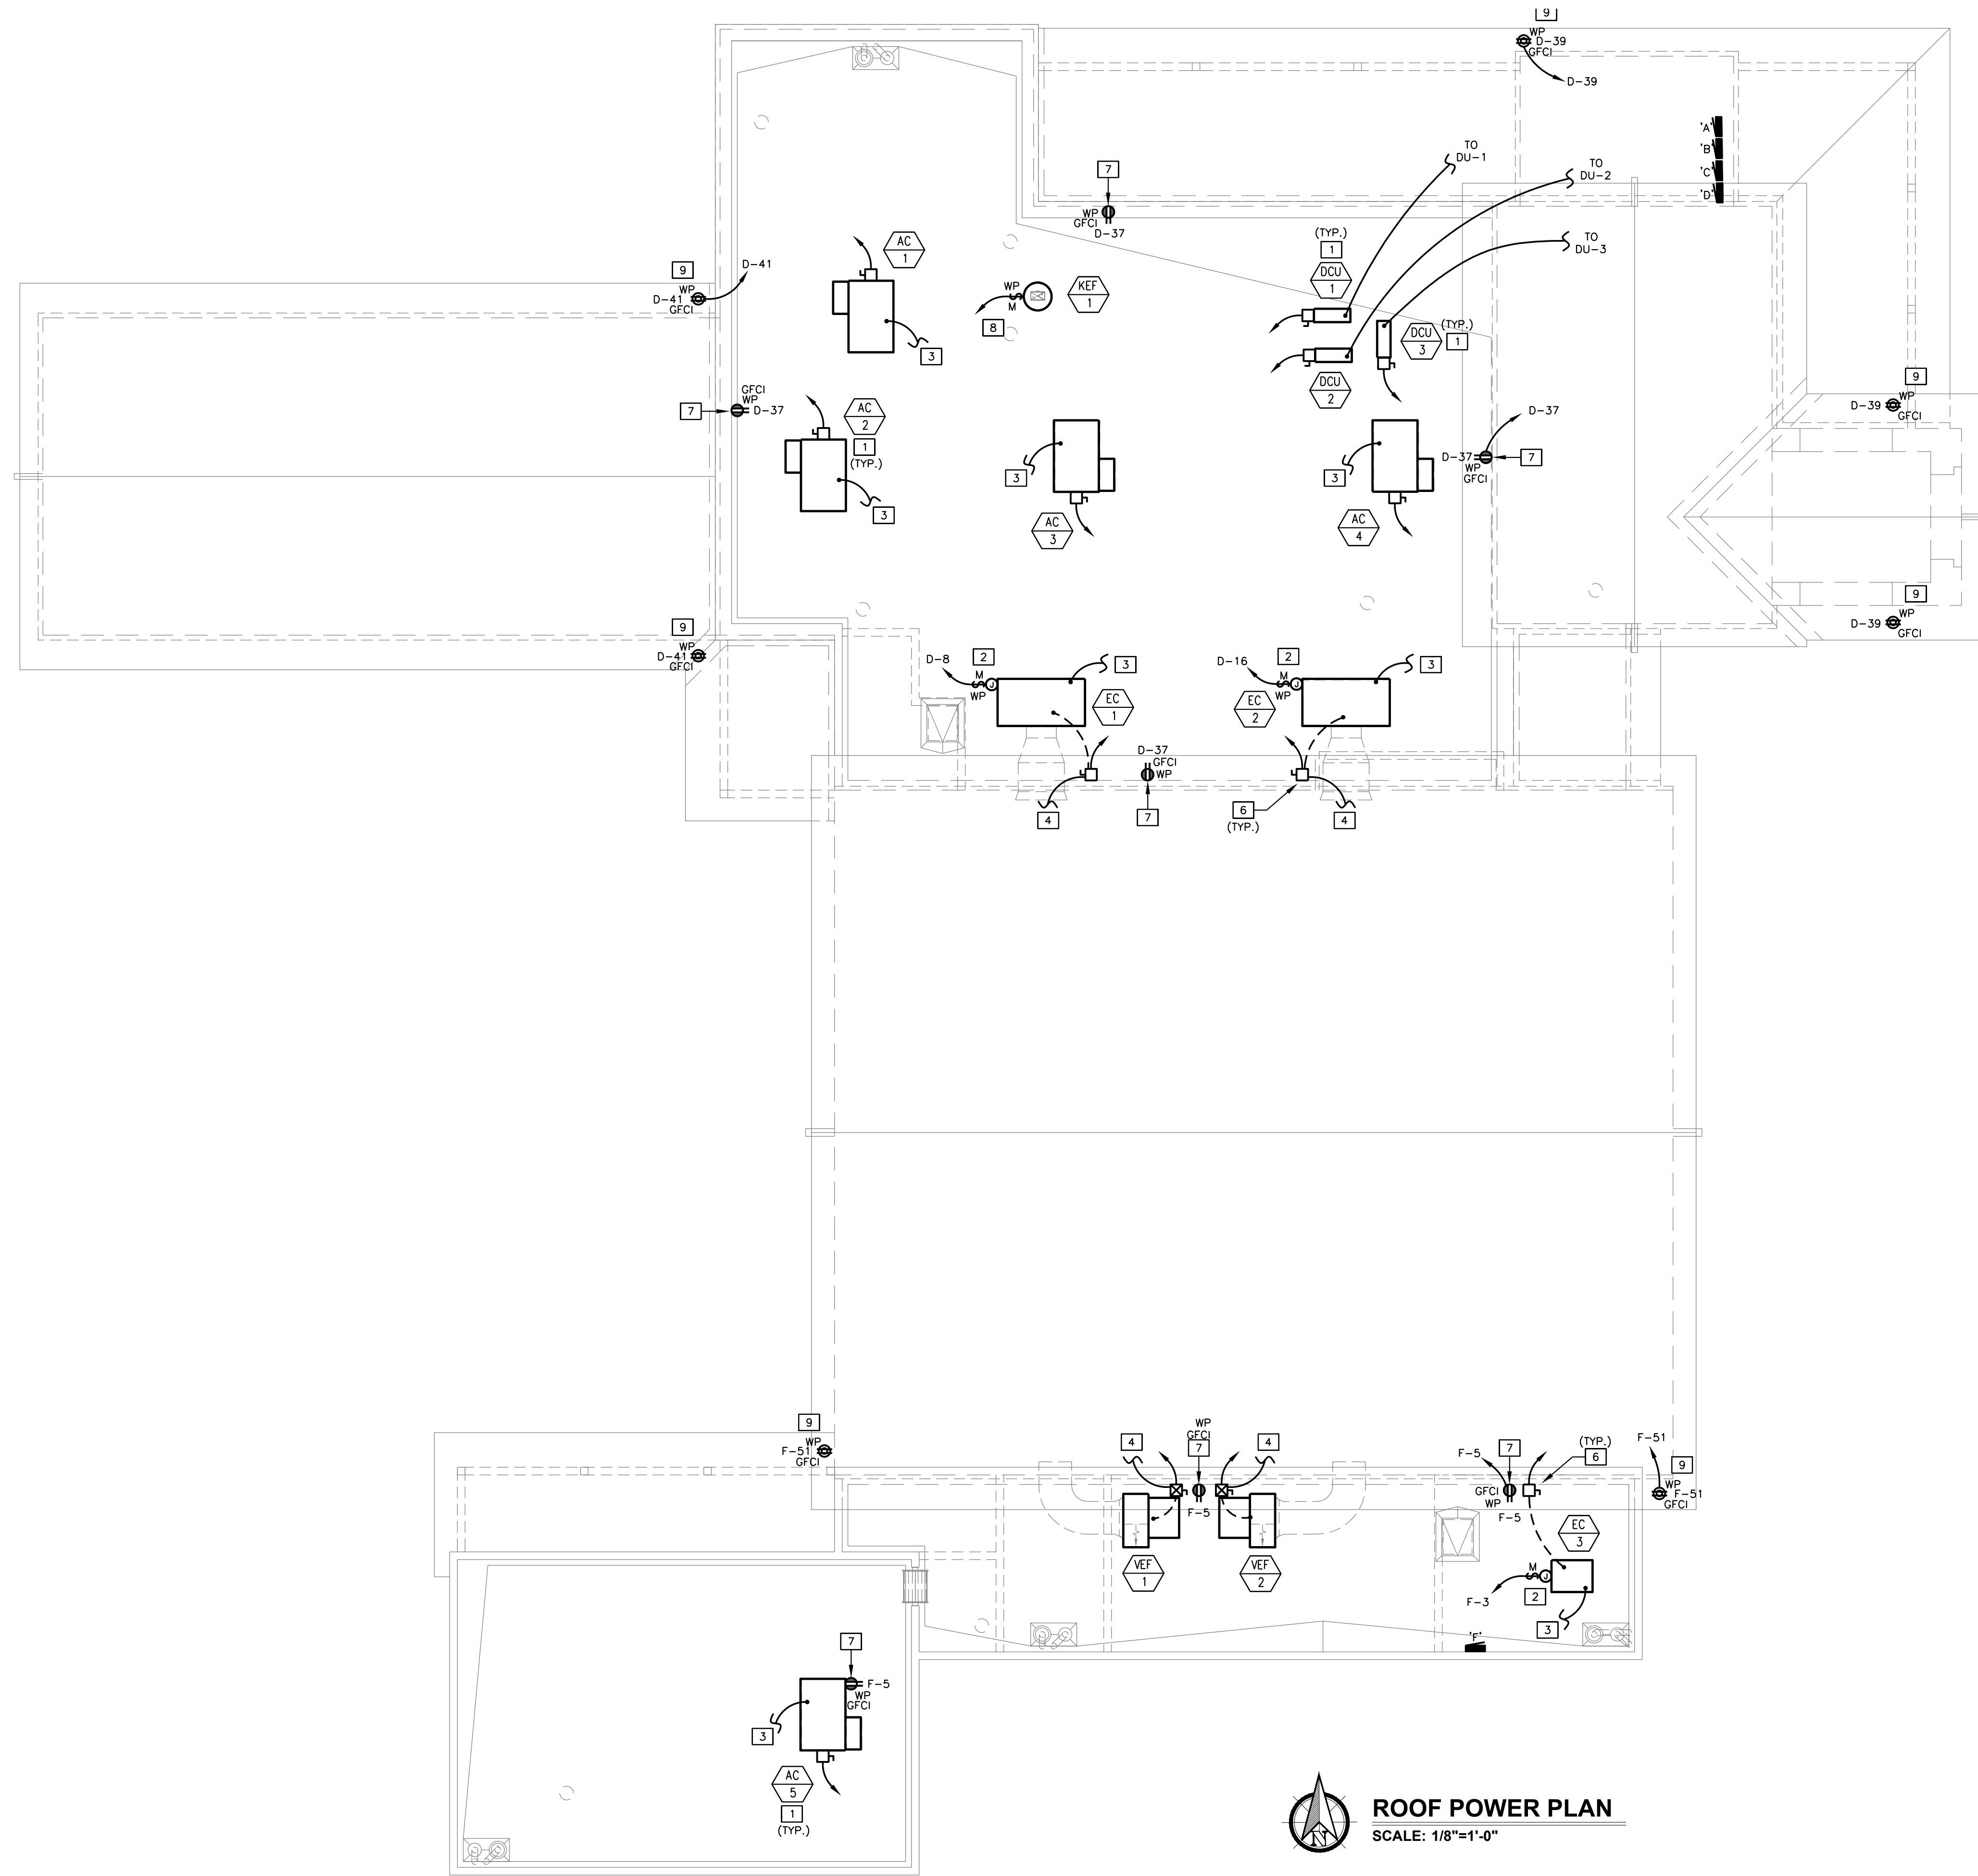 9
WP
D-39
GFCI
D-39
'A'
'B'
'C'
'D'
TO
DU-1
TO
DU-2
TO
DU-3
7
WP
GFCI
D-37
AC
1
(TYP.)
1
DCU
1
9
WP
D-41
GFCI
D-41
WP
M
KEF
1
8
3
DCU
3
(TYP.)
1
DCU
2
9
WP
D-39
GFCI
GFCI
WP
D-37
7
AC
2
1
(TYP.)
3
3
AC
3
3
AC
4
D-37
D-37
WP
GFCI
7
9
WP
D-39
GFCI
9
WP
D-41
GFCI
D-8
2
M
WP
J
3
EC
1
D-16
2
M
WP
J
3
EC
2
D-37
GFCI
WP
4
7
6
(TYP.)
4
9
WP
F-51
GFCI
4
WP
GFCI
7
4
F-5
F-5
7
GFCI
WP
F-5
(TYP.)
6
F-51
9
WP
F-51
GFCI
VEF
1
VEF
2
EC
3
M
J
F-3
2
3
'F'
7
F-5
WP
GFCI
3
AC
5
1
(TYP.)
N
ROOF POWER PLAN
SCALE: 1/8"=1'-0"